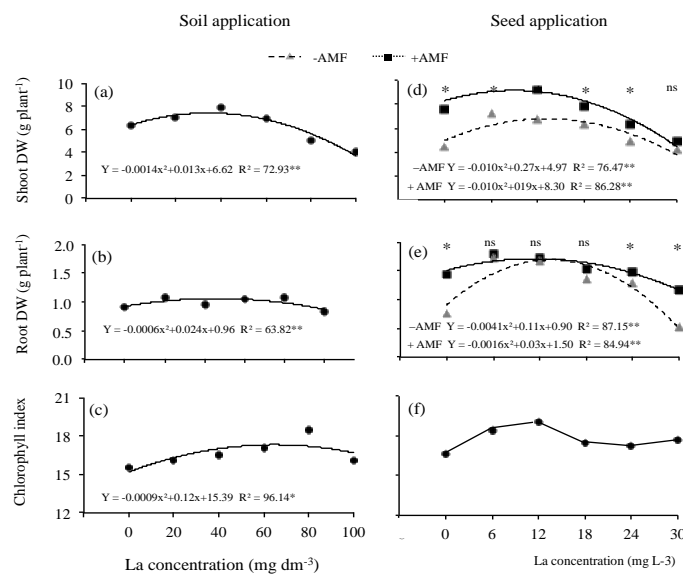 Soil application
Seed application
-AMF
+AMF
(a)
Shoot DW (g plant⁻¹)
10
8
6
4
2
0
Y = -0.0014x²+0.013x+6.62 R² = 72.93**
(d)
*
*
*
*
*
ns
−AMF Y = -0.010x²+0.27x+4.97 R² = 76.47**
+ AMF Y = -0.010x²+019x+8.30 R² = 86.28**
(b)
Root DW (g plant⁻¹)
2.0
1.5
1.0
0.5
0.0
Y = -0.0006x²+0.024x+0.96 R² = 63.82**
(e)
*
ns
ns
ns
*
*
−AMF Y = -0.0041x²+0.11x+0.90 R² = 87.15**
+ AMF Y = -0.0016x²+0.03x+1.50 R² = 84.94**
(c)
Chlorophyll index
21
18
15
12
Y = -0.0009x²+0.12x+15.39 R² = 96.14*
0 20 40 60 80 100
La concentration (mg dm⁻³)
(f)
0 6 12 18 24 30
La concentration (mg L-3)